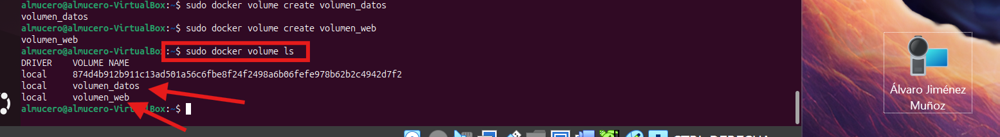 almucero@almucero-VirtualBox:~$ sudo docker volume create volumen_datos
volumen_datos
almucero@almucero-VirtualBox:~$ sudo docker volume create volumen_web
volumen_web
almucero@almucero-VirtualBox:~$ sudo docker volume ls
DRIVER    VOLUME NAME
local     874d4b912b911c13ad501a56c6fbe8f24f2498a6b06fefe978b62b2c4942d7f2
local     volumen_datos
local     volumen_web
almucero@almucero-VirtualBox:~$
Álvaro Jiménez
Muñoz
CTRL DERECHA